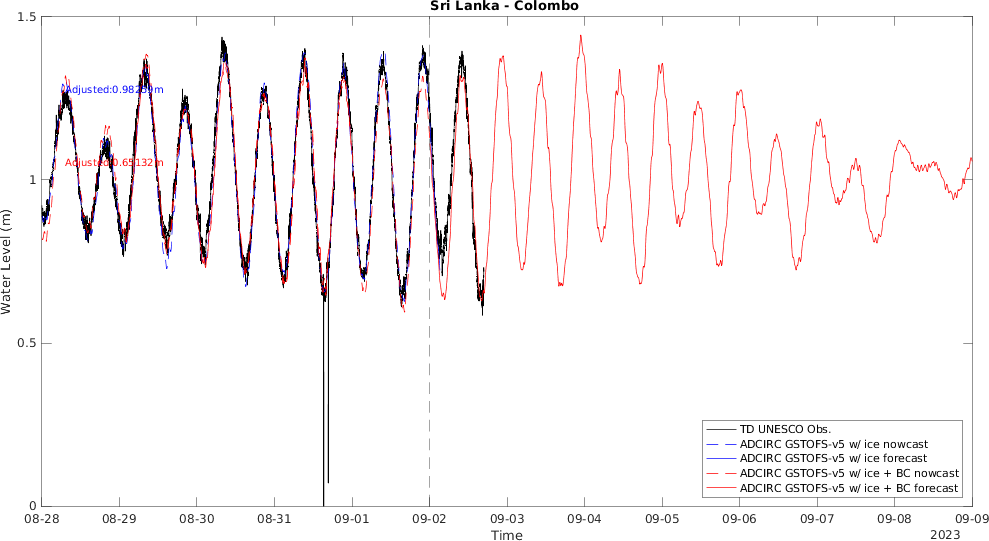 Sri Lanka - Colombo
1.5
1
0.5
0
Water Level (m)
Adjusted:0.98269m
Adjusted:0.65132m
TD UNESCO Obs.
ADCIRC GSTOFS-v5 w/ ice nowcast
ADCIRC GSTOFS-v5 w/ ice forecast
ADCIRC GSTOFS-v5 w/ ice + BC nowcast
ADCIRC GSTOFS-v5 w/ ice + BC forecast
08-28 08-29 08-30 08-31 09-01 09-02 09-03 09-04 09-05 09-06 09-07 09-08 09-09
Time
2023